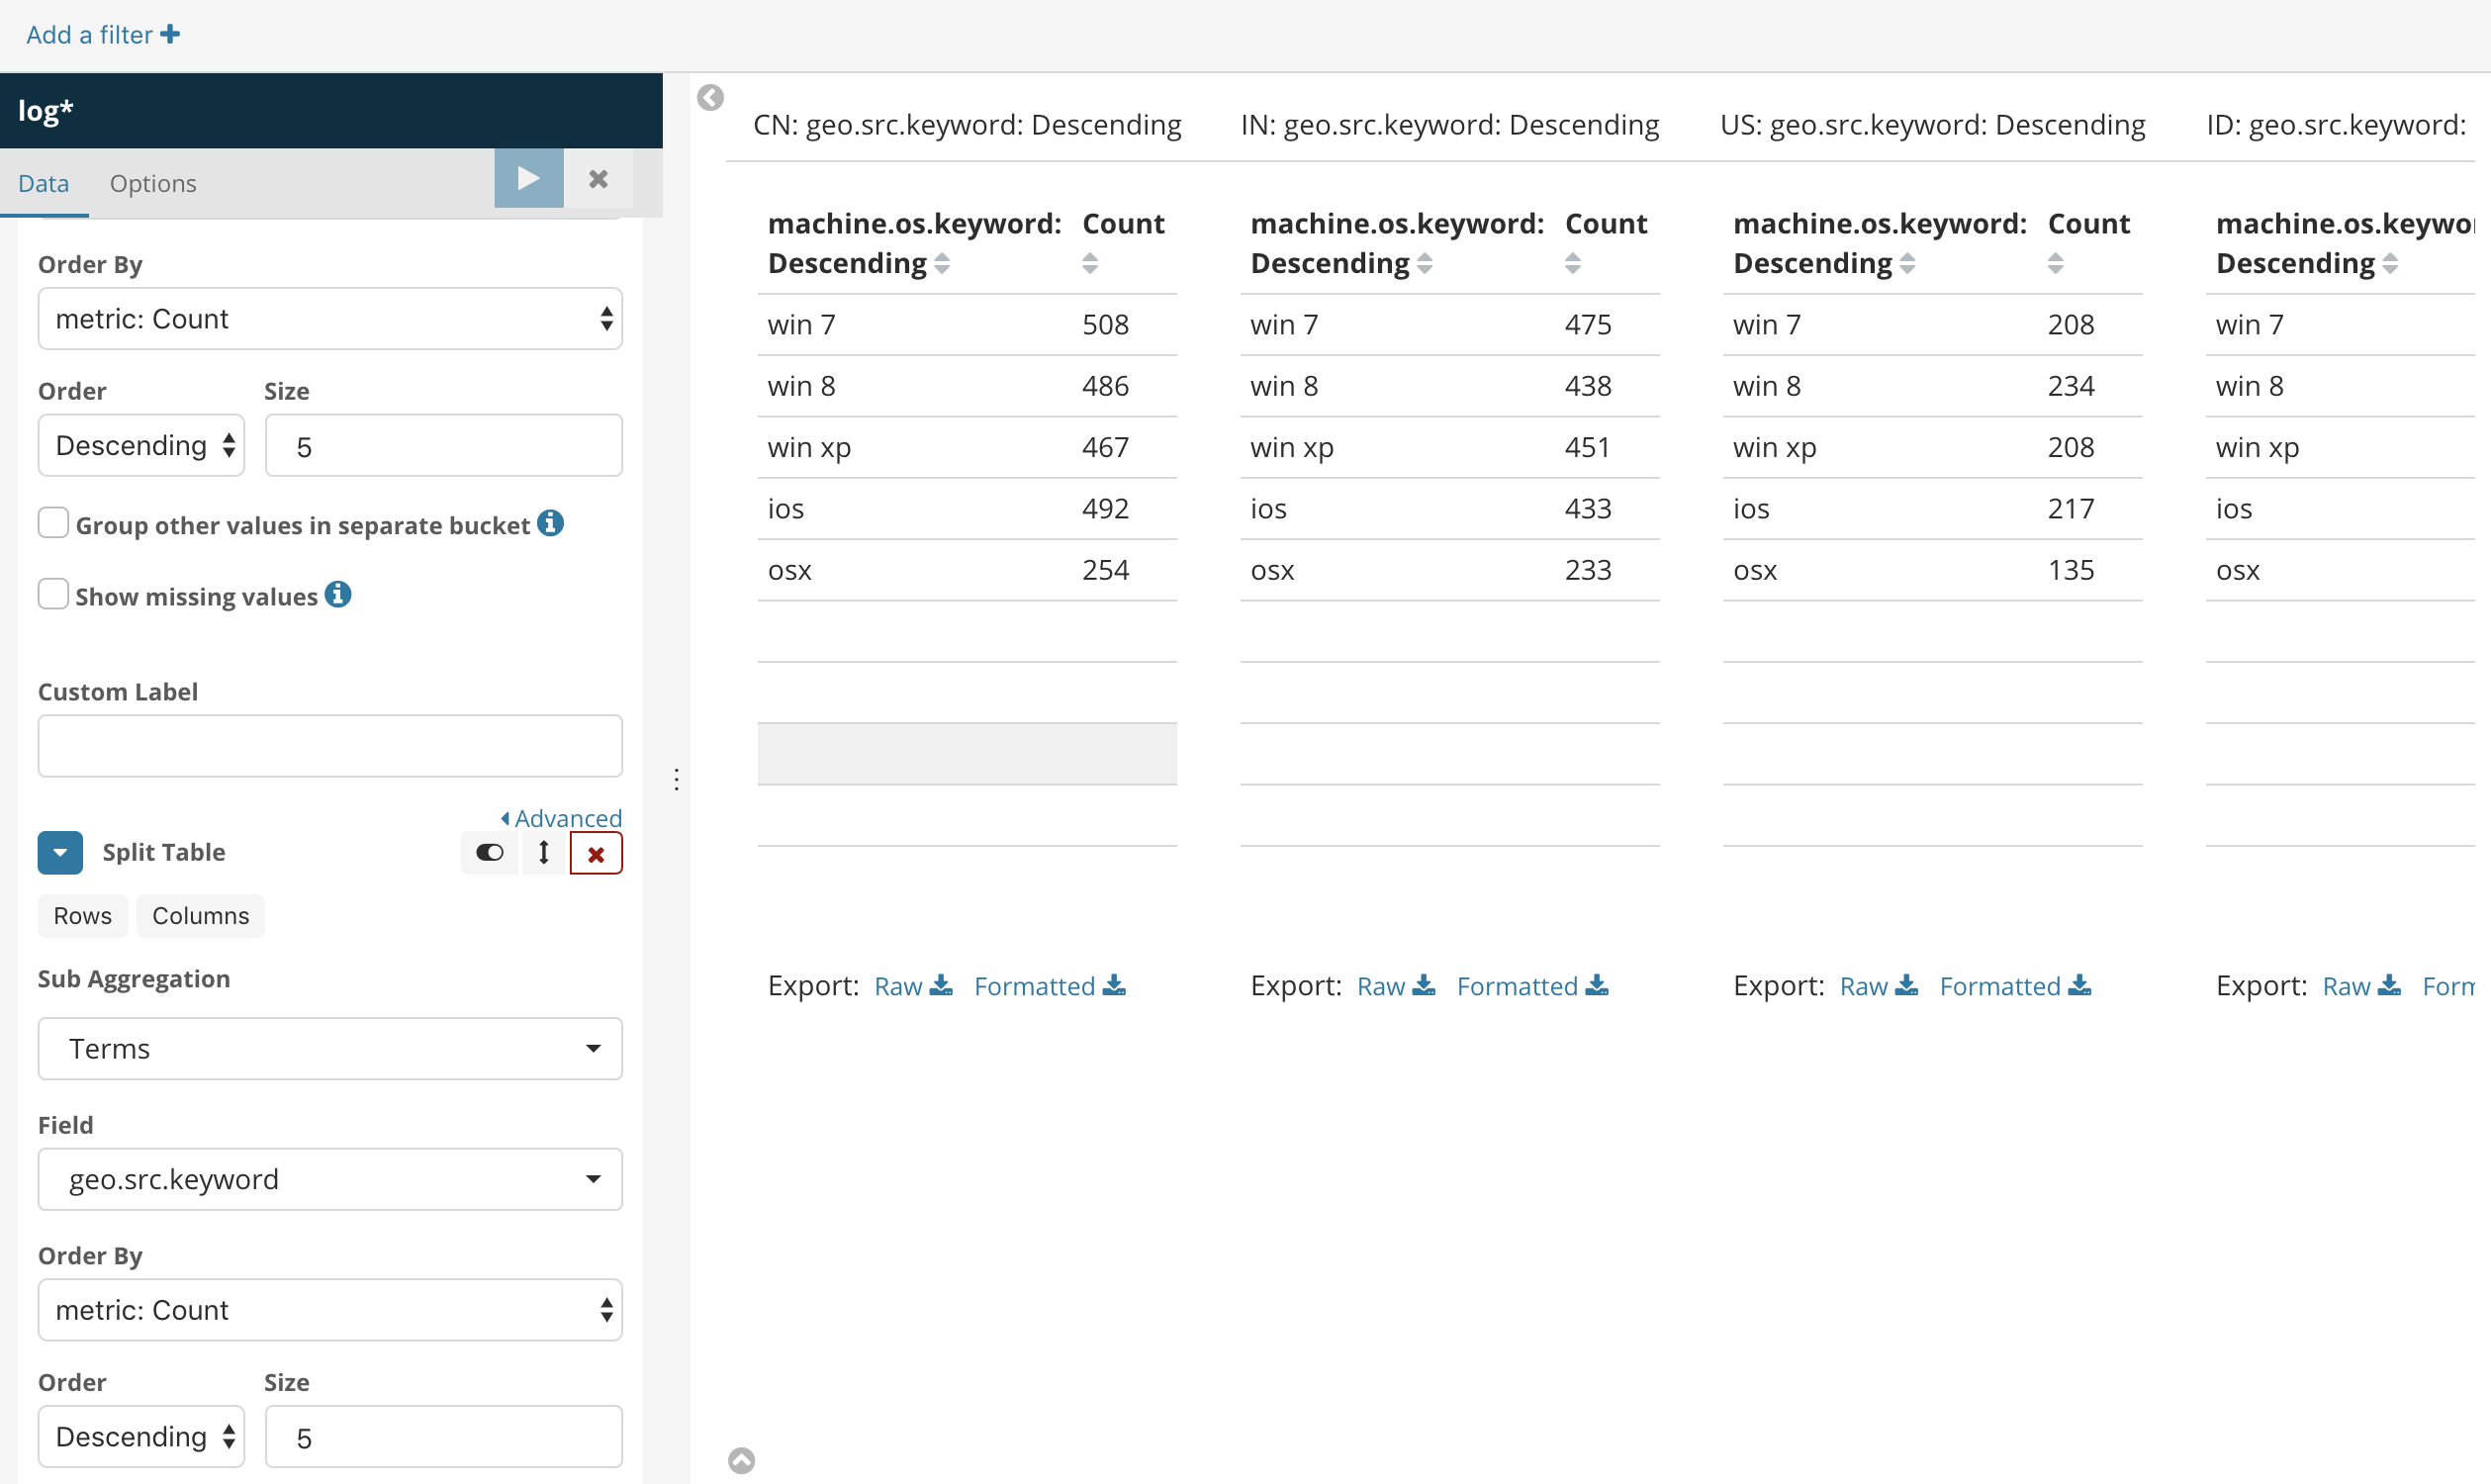 Add a filter
log*
Data Options
Order By
metric: Count
Order Size
Descending 5
Group other values in separate bucket
Show missing values
Custom Label
Advanced
Split Table
Rows Columns
Sub Aggregation
Terms
Field
geo.src.keyword
Order By
metric: Count
Order Size
Descending 5
CN: geo.src.keyword: Descending
machine.os.keyword: Count
Descending
win 7 508
win 8 486
win xp 467
ios 492
osx 254
Export: Raw Formatted
IN: geo.src.keyword: Descending
machine.os.keyword: Count
Descending
win 7 475
win 8 438
win xp 451
ios 433
osx 233
Export: Raw Formatted
US: geo.src.keyword: Descending
machine.os.keyword: Count
Descending
win 7 208
win 8 234
win xp 208
ios 217
osx 135
Export: Raw Formatted
ID: geo.src.keyword:
machine.os.keywo
Descending
win 7
win 8
win xp
ios
osx
Export: Raw Form